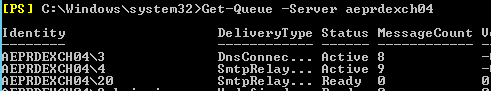 [PS] C:\Windows\system32>Get-Queue -Server aeprdexch04
Identity DeliveryType Status MessageCount
-------- ------------ ------ ------------
AEPRDEXCH04\3 DnsConnec... Active 8
AEPRDEXCH04\4 SmtpRelay... Active 9
AEPRDEXCH04\20 SmtpRelay... Ready 0 0